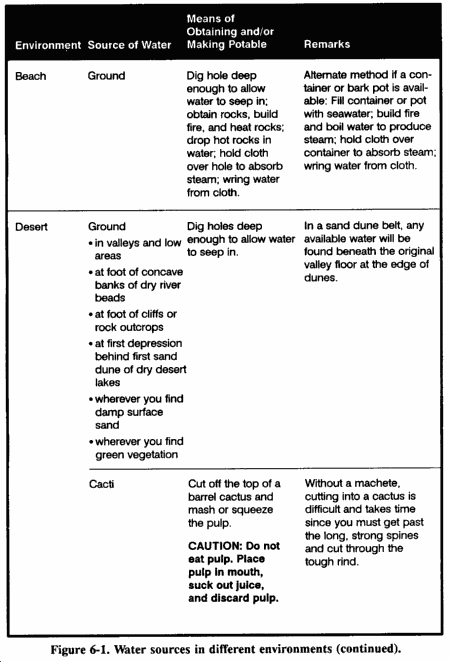 Environment
Source of Water
Means of
Obtaining and/or
Making Potable
Remarks
Beach
Ground
Dig hole deep
enough to allow
water to seep in;
obtain rocks, build
fire, and heat rocks;
drop hot rocks in
water; hold cloth
over hole to absorb
steam; wring water
from cloth.
Alternate method if a con-
tainer or bark pot is avail-
able: Fill container or pot
with seawater; build fire
and boil water to produce
steam; hold cloth over
container to absorb steam;
wring water from cloth.
Desert
Ground
• in valleys and low
areas
• at foot of concave
banks of dry river
beads
• at foot of cliffs or
rock outcrops
• at first depression
behind first sand
dune of dry desert
lakes
• wherever you find
damp surface
sand
• wherever you find
green vegetation
Dig holes deep
enough to allow water
to seep in.
In a sand dune belt, any
available water will be
found beneath the original
valley floor at the edge of
dunes.
Cacti
Cut off the top of a
barrel cactus and
mash or squeeze
the pulp.
CAUTION: Do not
eat pulp. Place
pulp in mouth,
suck out juice,
and discard pulp.
Without a machete,
cutting into a cactus is
difficult and takes time
since you must get past
the long, strong spines
and cut through the
tough rind.
Figure 6-1. Water sources in different environments (continued).